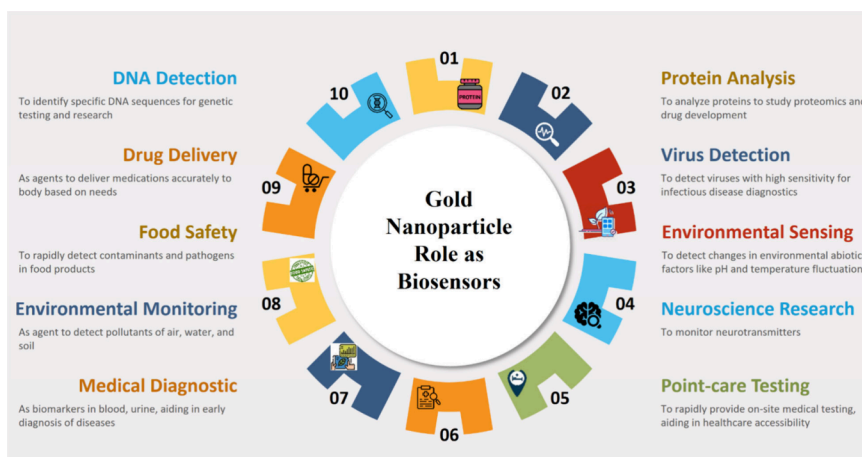 DNA Detection
To identify specific DNA sequences for genetic
testing and research
Drug Delivery
As agents to deliver medications accurately to
body based on needs
Food Safety
To rapidly detect contaminants and pathogens
in food products
Environmental Monitoring
As agent to detect pollutants of air, water, and
soil
Medical Diagnostic
As biomarkers in blood, urine, aiding in early
diagnosis of diseases
01
02
03
04
05
06
07
08
09
10
PROTEIN
Gold
Nanoparticle
Role as
Biosensors
Protein Analysis
To analyze proteins to study proteomics and
drug development
Virus Detection
To detect viruses with high sensitivity for
infectious disease diagnostics
Environmental Sensing
To detect changes in environmental abiotic
factors like pH and temperature fluctuation
Neuroscience Research
To monitor neurotransmitters
Point-care Testing
To rapidly provide on-site medical testing,
aiding in healthcare accessibility